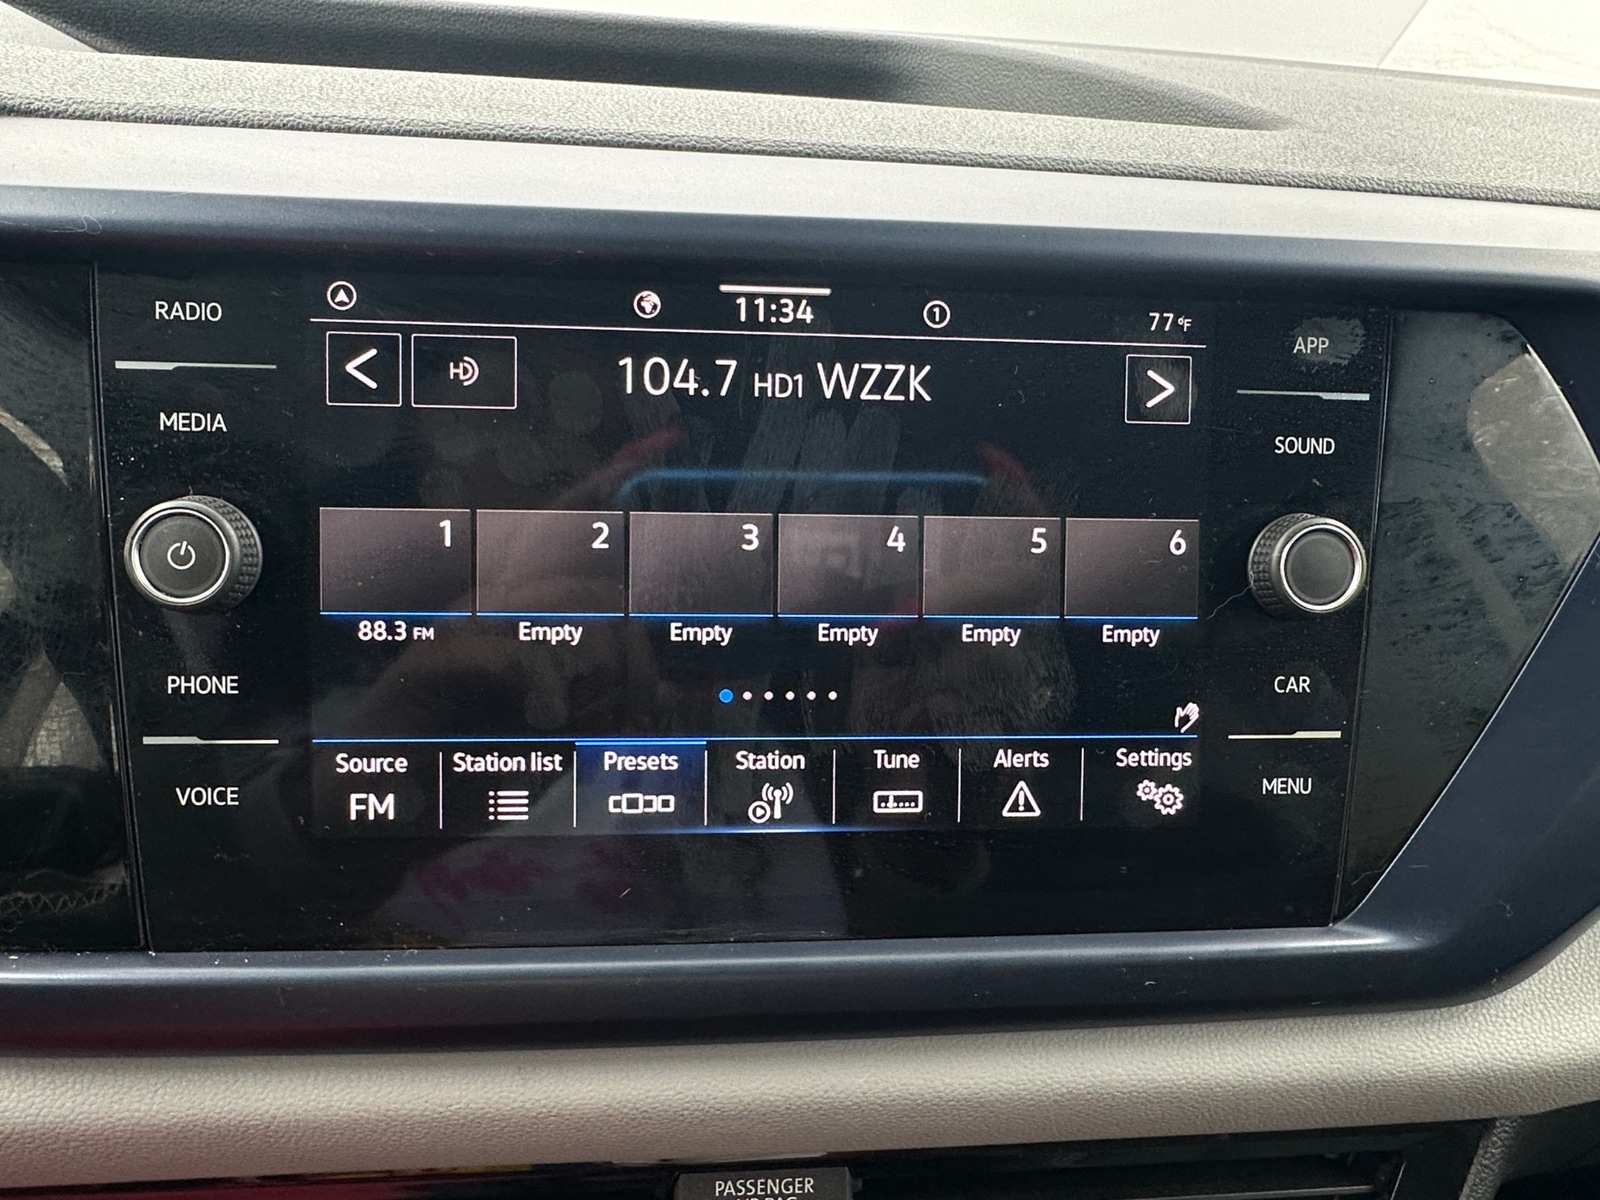 RADIO
MEDIA
PHONE
VOICE
11:34
1
77°F
HD
104.7 HD1 WZZK
1 2 3 4 5 6
88.3 FM Empty Empty Empty Empty Empty
Source Station list Presets Station Tune Alerts Settings
FM
APP
SOUND
CAR
MENU
PASSENGER